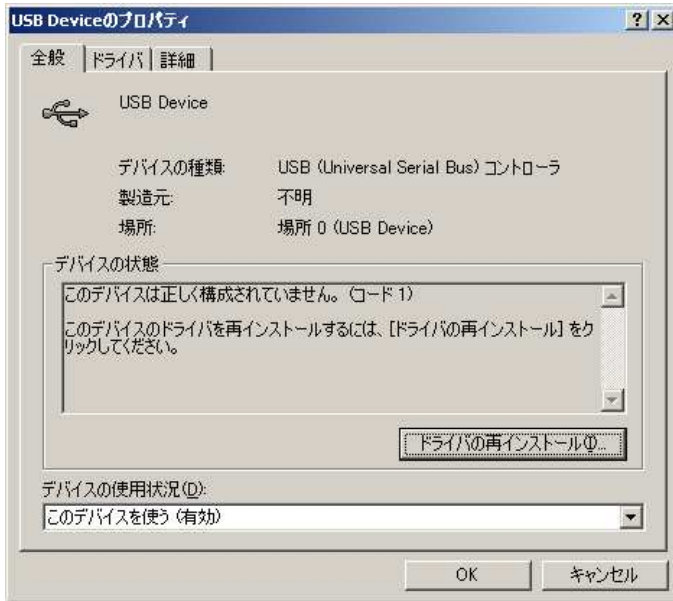 USB Deviceのプロパティ
全般 ドライバ 詳細
USB Device
デバイスの種類: USB (Universal Serial Bus) コントローラ
製造元: 不明
場所: 場所 0 (USB Device)
デバイスの状態
このデバイスは正しく構成されていません。 (コード 1)
このデバイスのドライバを再インストールするには、[ドライバの再インストール] をク
リックしてください。
ドライバの再インストール(I)...
デバイスの使用状況(D):
このデバイスを使う (有効)
OK キャンセル